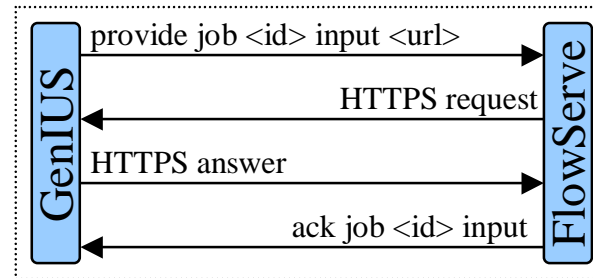 provide job <id> input <url>
HTTPS request
HTTPS answer
ack job <id> input
GenIUS
FlowServe